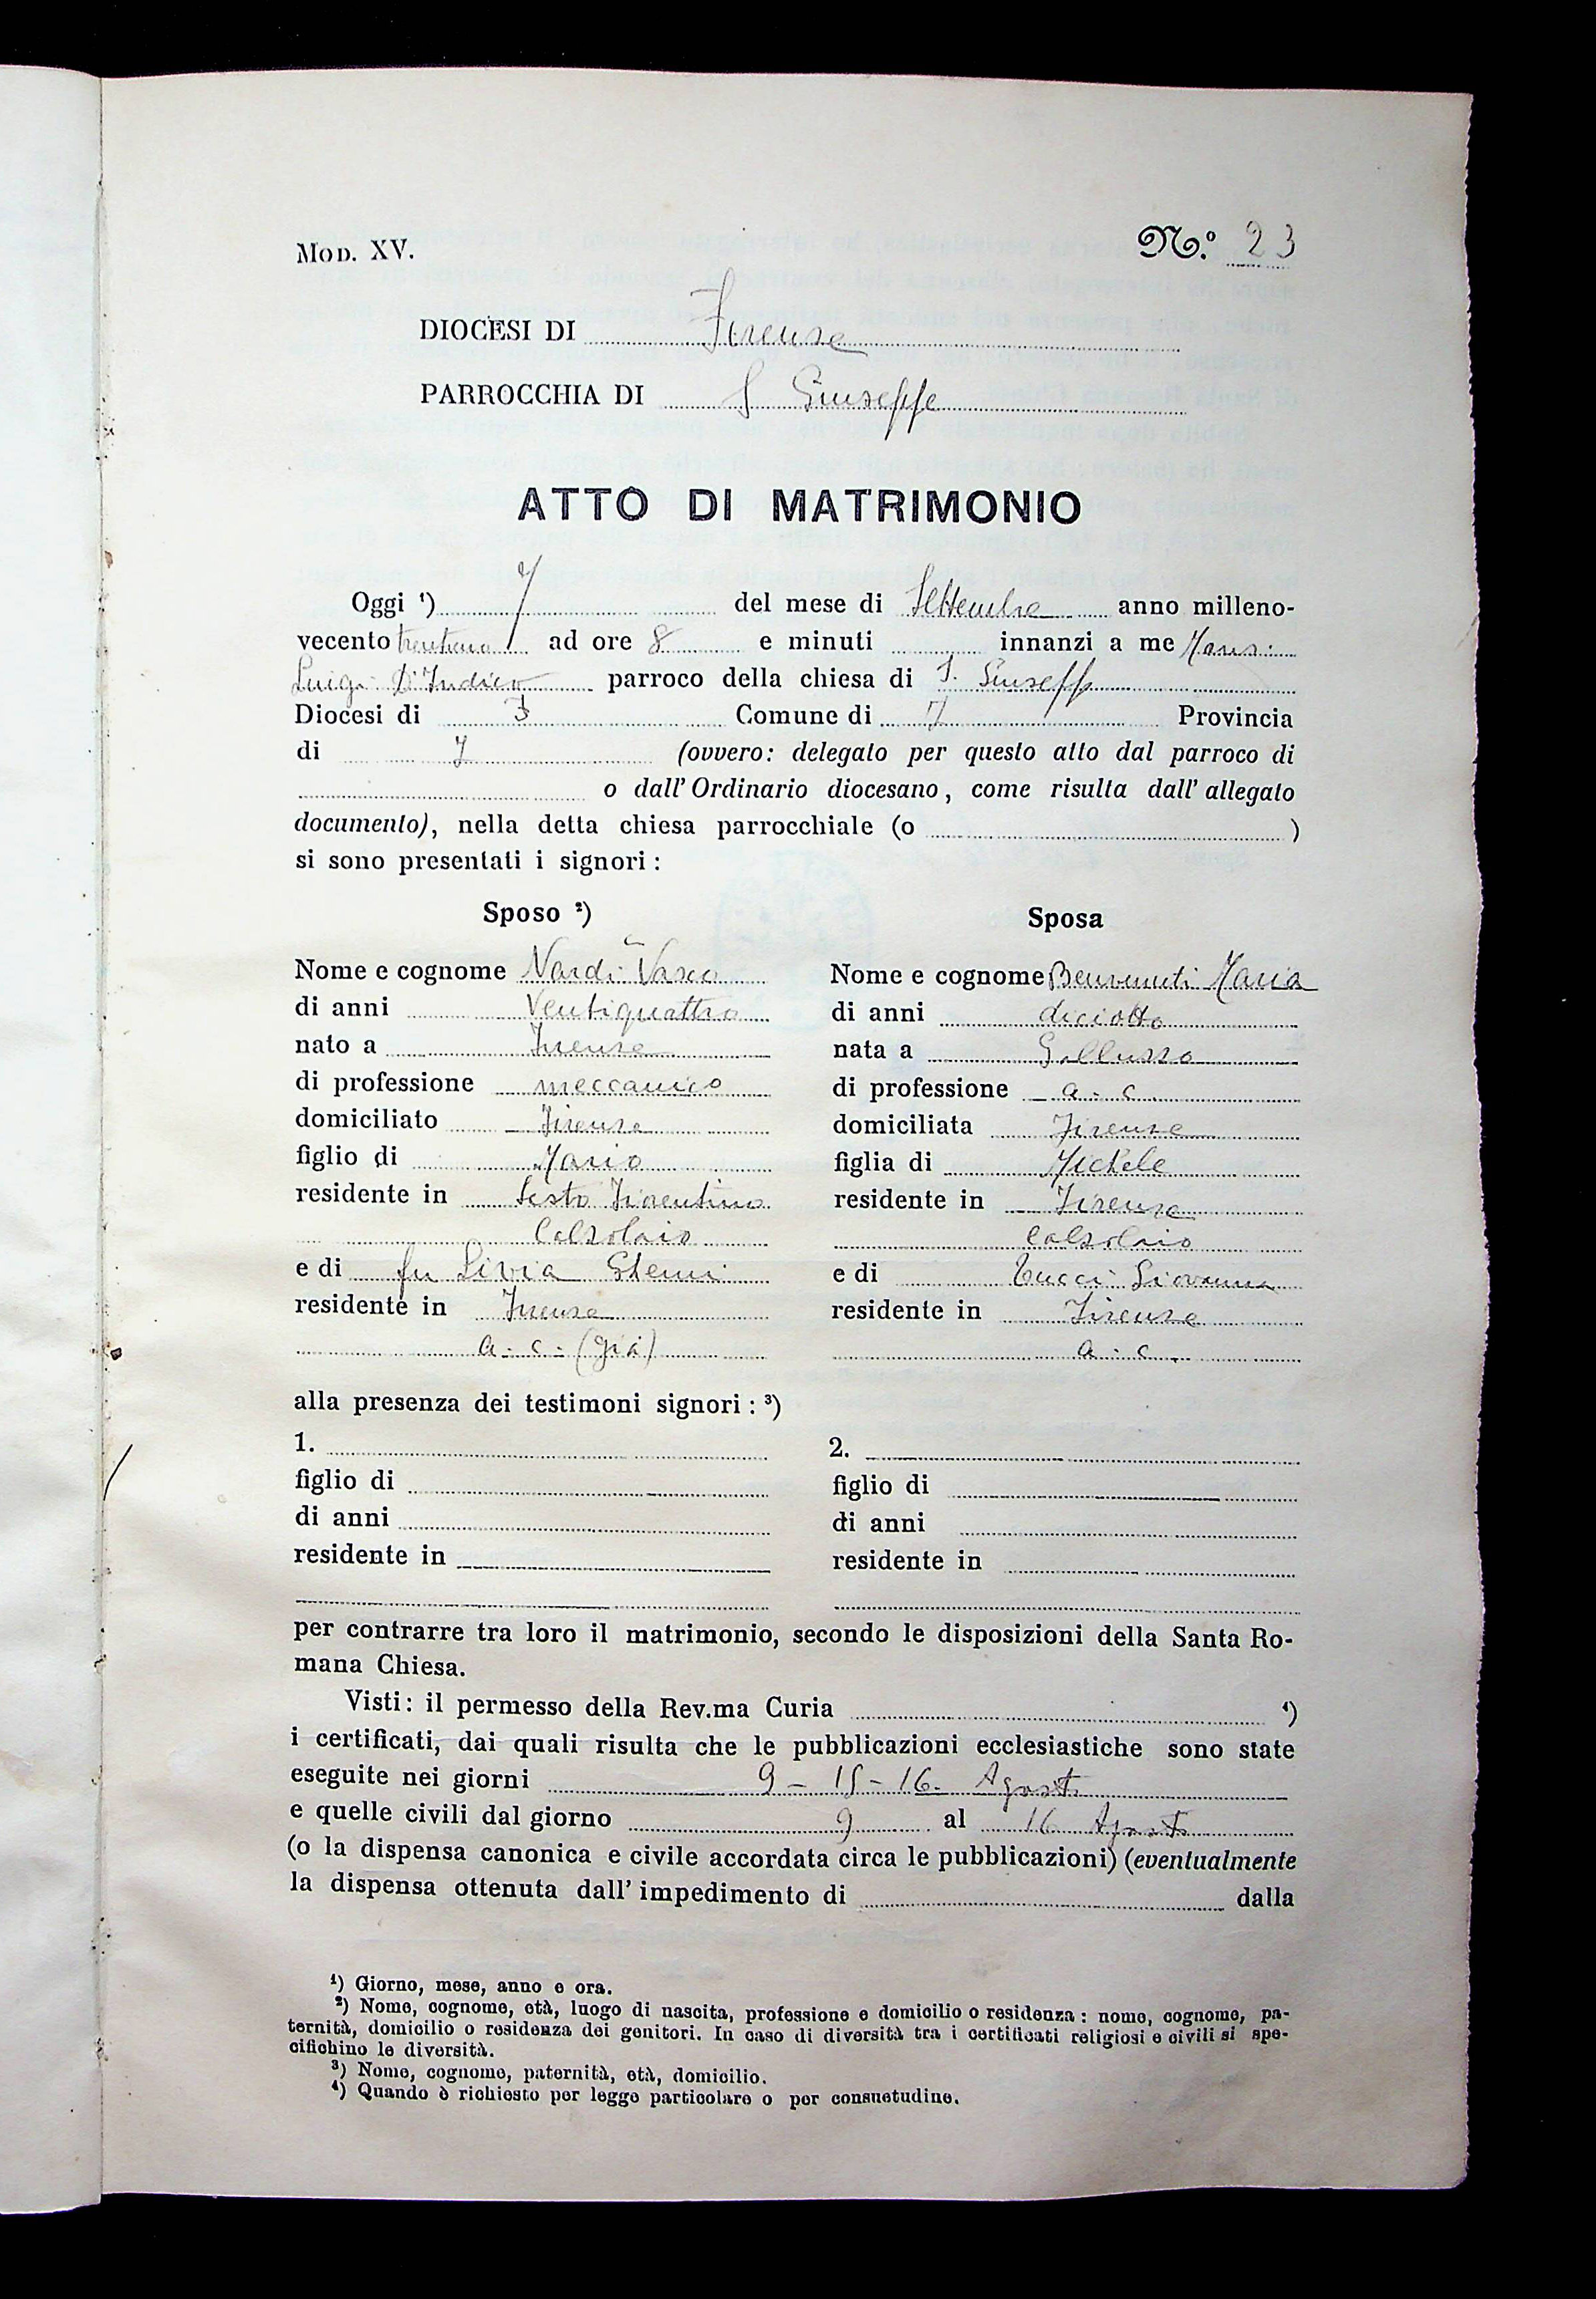 Mod. XV.
N.º 23
DIOCESI DI Firenze
PARROCCHIA DI S Giuseppe
ATTO DI MATRIMONIO
Oggi ¹) 7 del mese di Settembre anno milleno-
vecento trentuno ad ore 8 e minuti innanzi a me Mons:
Luigi D'Indico parroco della chiesa di S. Giuseppe
Diocesi di F Comune di F Provincia
di F (ovvero: delegato per questo atto dal parroco di
o dall'Ordinario diocesano, come risulta dall'allegato
documento), nella detta chiesa parrocchiale (o )
si sono presentati i signori:
Sposo ²)
Nome e cognome Nardi Vasco
di anni Ventiquattro
nato a Firenze
di professione meccanico
domiciliato Firenze
figlio di Mario
residente in Sesto Fiorentino
Calzolaio
e di fu Livia Ghemi
residente in Firenze
a. c. (già)
Sposa
Nome e cognome Benvenuti Maria
di anni diciotto
nata a Galluzzo
di professione a. c.
domiciliata Firenze
figlia di Michele
residente in Firenze
calzolaio
e di Tucci Giovanna
residente in Firenze
a. c.
alla presenza dei testimoni signori: ³)
1.
figlio di
di anni
residente in
2.
figlio di
di anni
residente in
per contrarre tra loro il matrimonio, secondo le disposizioni della Santa Ro-
mana Chiesa.
Visti: il permesso della Rev.ma Curia ⁴)
i certificati, dai quali risulta che le pubblicazioni ecclesiastiche sono state
eseguite nei giorni 9 - 15 - 16. Agosto
e quelle civili dal giorno 9 al 16 Agosto
(o la dispensa canonica e civile accordata circa le pubblicazioni) (eventualmente
la dispensa ottenuta dall'impedimento di dalla
¹) Giorno, mese, anno e ora.
²) Nome, cognome, età, luogo di nascita, professione e domicilio o residenza: nome, cognome, pa-
ternità, domicilio o residenza dei genitori. In caso di diversità tra i certificati religiosi e civili si spe-
cifichino le diversità.
³) Nome, cognome, paternità, età, domicilio.
⁴) Quando è richiesto per legge particolare o per consuetudine.